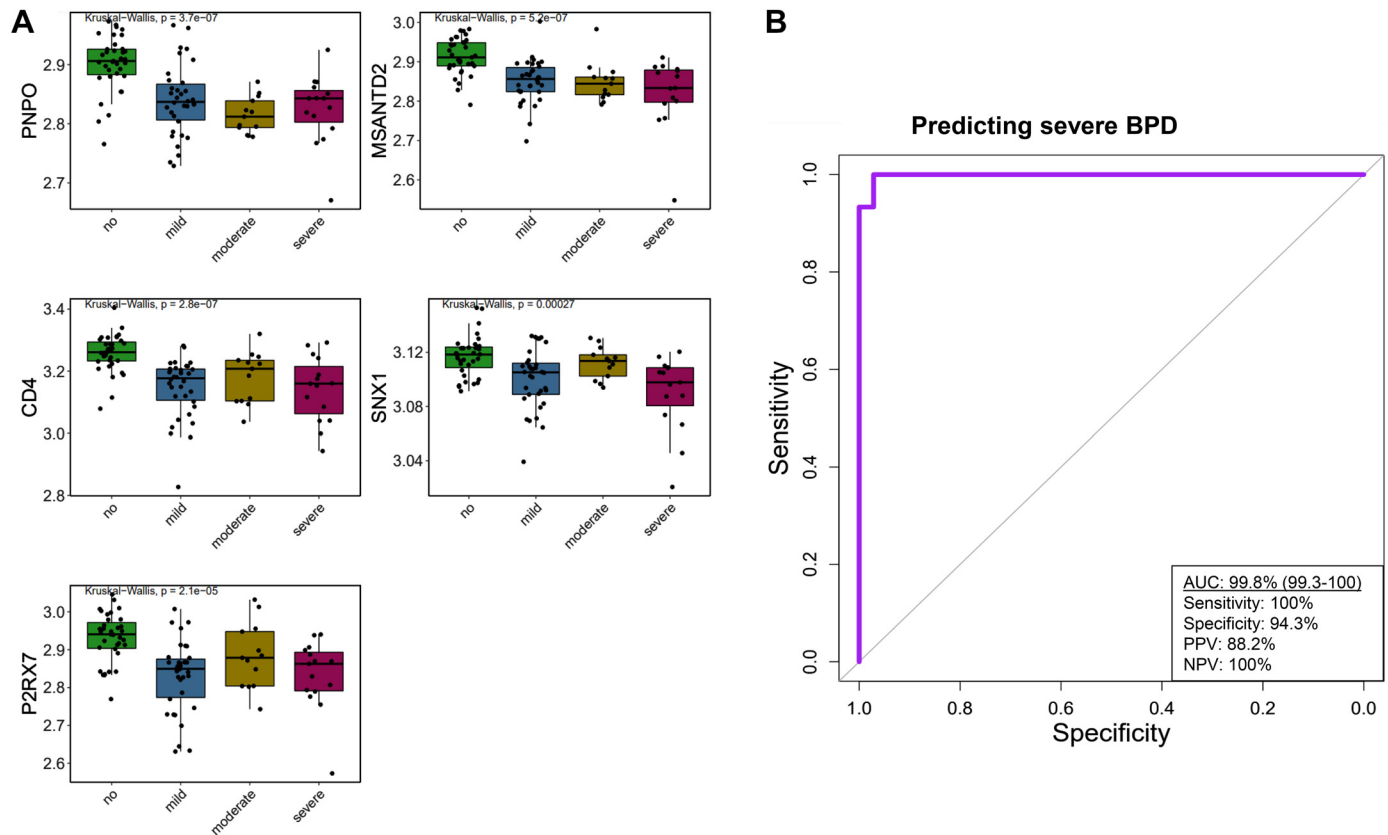 A
Kruskal−Wallis, p = 3.7e−07
PNPO
2.9
2.8
2.7
no
mild
moderate
severe
Kruskal−Wallis, p = 5.2e−07
MSANTD2
3.0
2.9
2.8
2.7
2.6
no
mild
moderate
severe
Kruskal−Wallis, p = 2.8e−07
CD4
3.4
3.2
3.0
2.8
no
mild
moderate
severe
Kruskal−Wallis, p = 0.00027
SNX1
3.12
3.08
3.04
no
mild
moderate
severe
Kruskal−Wallis, p = 2.1e−05
P2RX7
3.0
2.9
2.8
2.7
2.6
no
mild
moderate
severe
B
Predicting severe BPD
Sensitivity
1.0
0.8
0.6
0.4
0.2
0.0
AUC: 99.8% (99.3-100)
Sensitivity: 100%
Specificity: 94.3%
PPV: 88.2%
NPV: 100%
1.0 0.8 0.6 0.4 0.2 0.0
Specificity